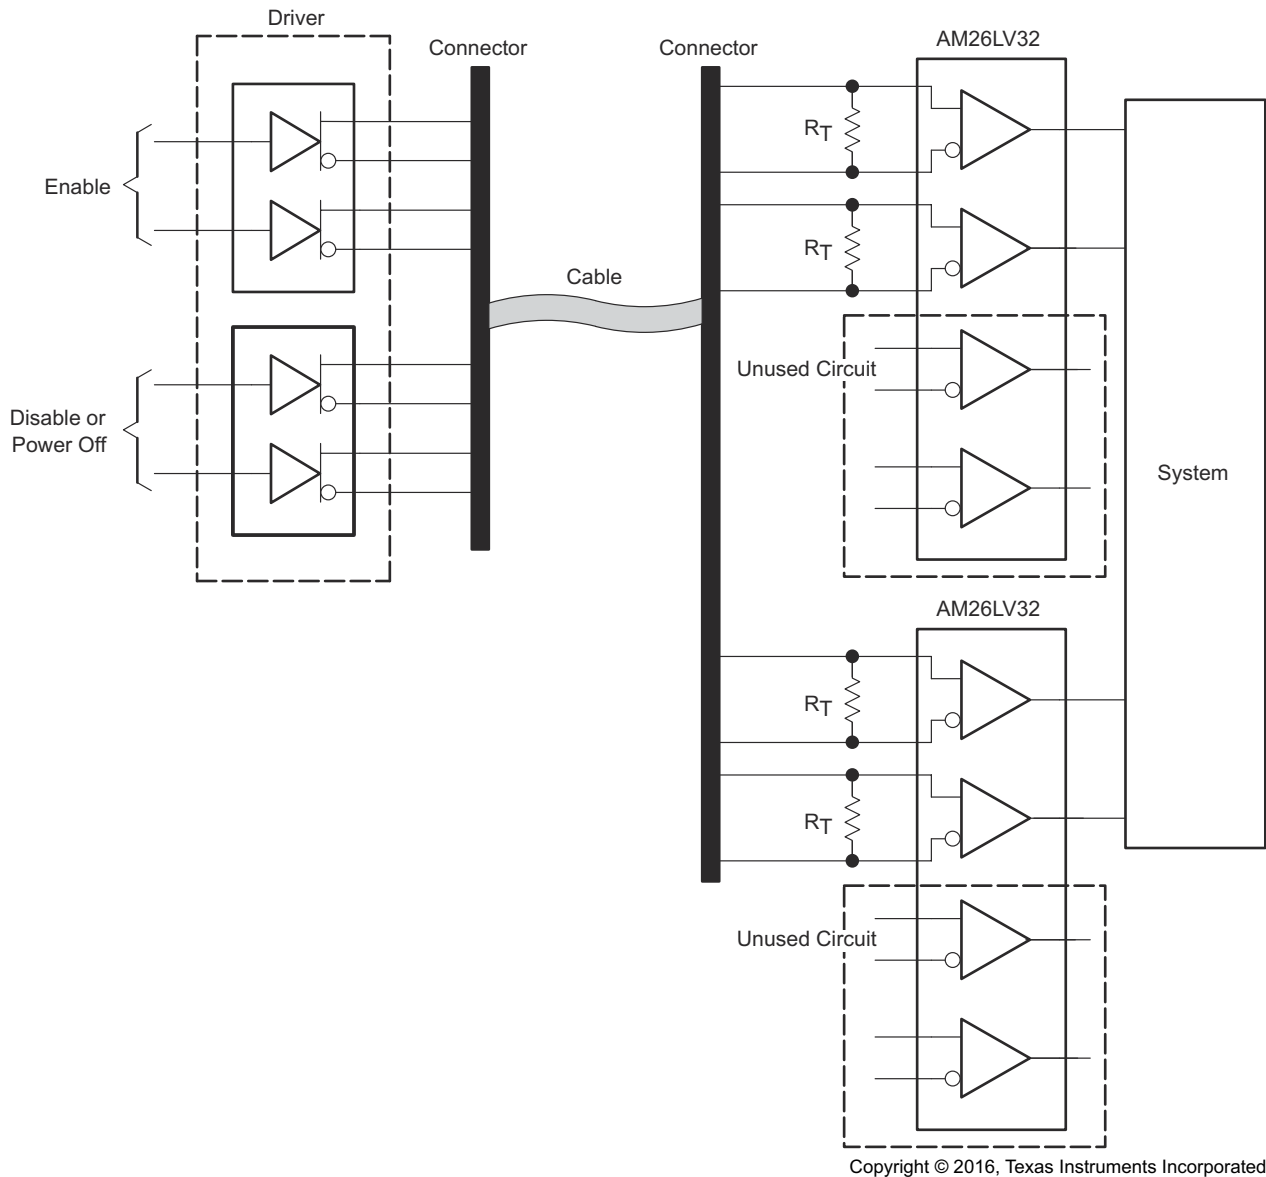 Driver
Connector
Connector
AM26LV32
Enable
Disable or
Power Off
Cable
RT
RT
Unused Circuit
System
AM26LV32
RT
RT
Unused Circuit
Copyright © 2016, Texas Instruments Incorporated